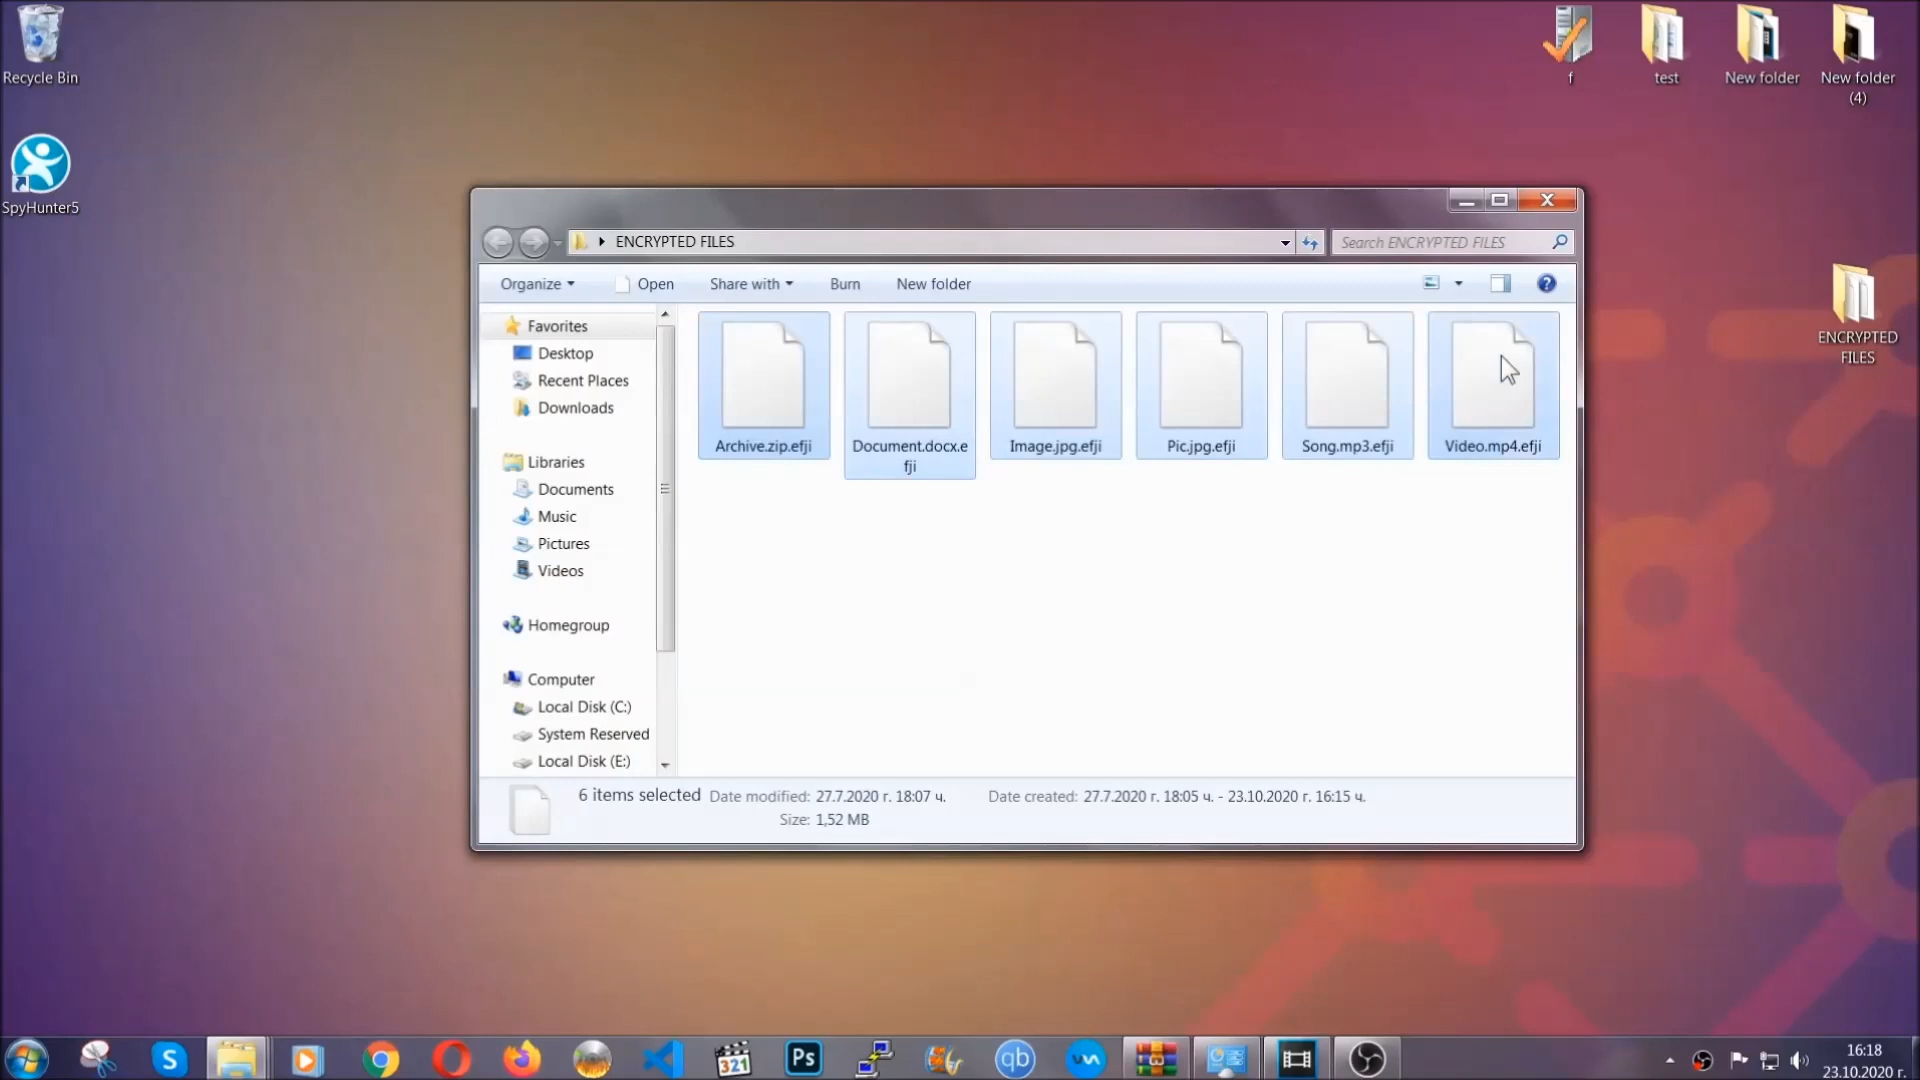 Recycle Bin
SpyHunter5
f
test
New folder
New folder
(4)
ENCRYPTED
FILES
ENCRYPTED FILES
Search ENCRYPTED FILES
Organize
Open
Share with
Burn
New folder
Favorites
Desktop
Recent Places
Downloads
Libraries
Documents
Music
Pictures
Videos
Homegroup
Computer
Local Disk (C:)
System Reserved
Local Disk (E:)
Archive.zip.efji
Document.docx.e
fji
Image.jpg.efji
Pic.jpg.efji
Song.mp3.efji
Video.mp4.efji
6 items selected Date modified: 27.7.2020 г. 18:07 ч. Date created: 27.7.2020 г. 18:05 ч. - 23.10.2020 г. 16:15 ч.
Size: 1,52 MB
S
321
Ps
qb
16:18
23.10.2020 г.